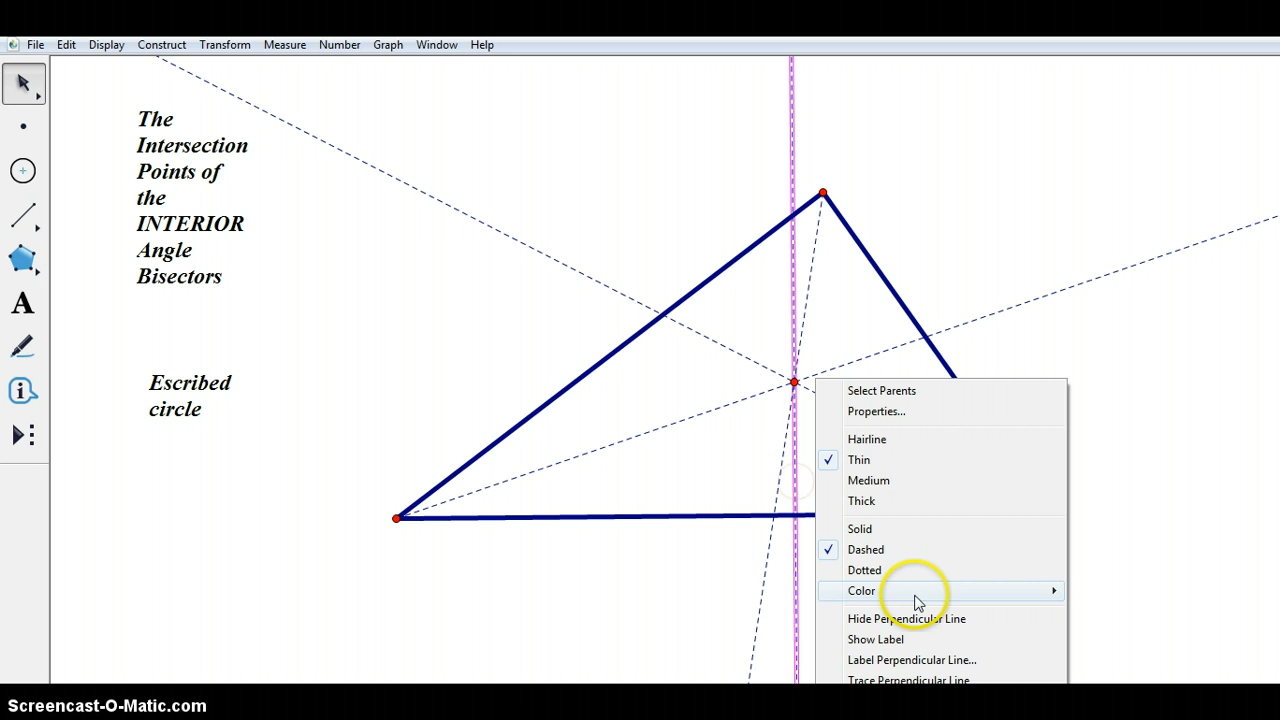 File Edit Display Construct Transform Measure Number Graph Window Help
The
Intersection
Points of
the
INTERIOR
Angle
Bisectors
Escribed
circle
A
i
Select Parents
Properties...
Hairline
Thin
Medium
Thick
Solid
Dashed
Dotted
Color
Hide Perpendicular Line
Show Label
Label Perpendicular Line...
Trace Perpendicular Line
Screencast-O-Matic.com